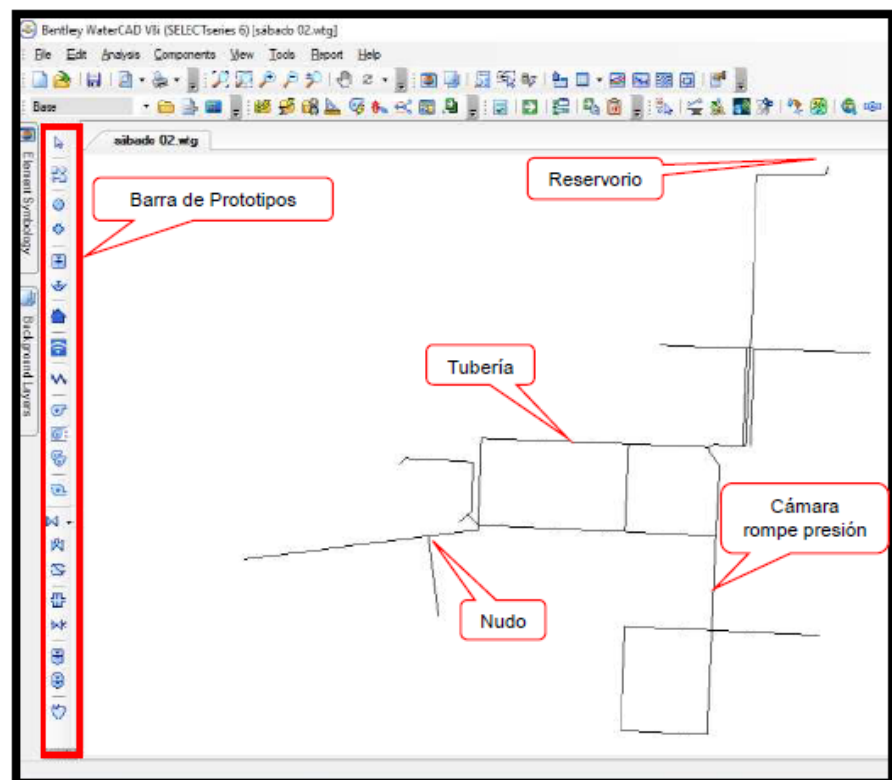 Bentley WaterCAD V8i (SELECTseries 6) [sábado 02.wtg]
File Edit Analysis Components View Tools Report Help
Base
sábado 02.wtg
Element Symbology
Background Layers
Barra de Prototipos
Reservorio
Tubería
Cámara
rompe presión
Nudo